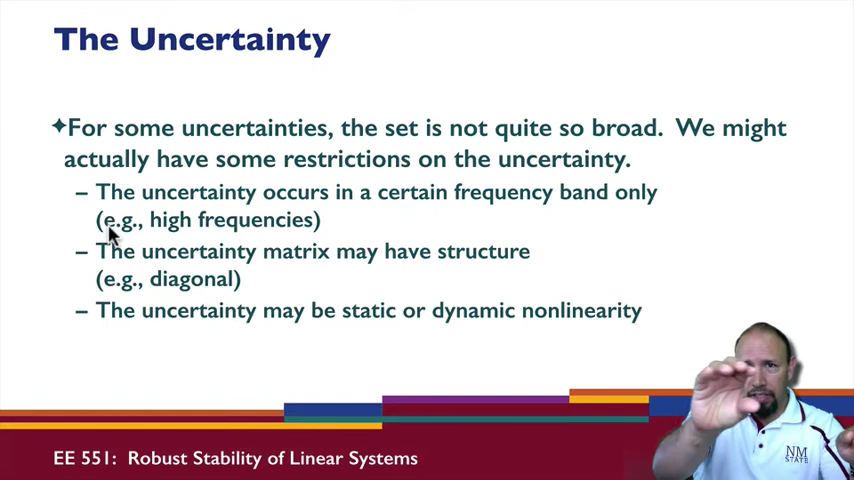 The Uncertainty
✦For some uncertainties, the set is not quite so broad. We might
actually have some restrictions on the uncertainty.
– The uncertainty occurs in a certain frequency band only
(e.g., high frequencies)
– The uncertainty matrix may have structure
(e.g., diagonal)
– The uncertainty may be static or dynamic nonlinearity
EE 551: Robust Stability of Linear Systems
NM
STATE